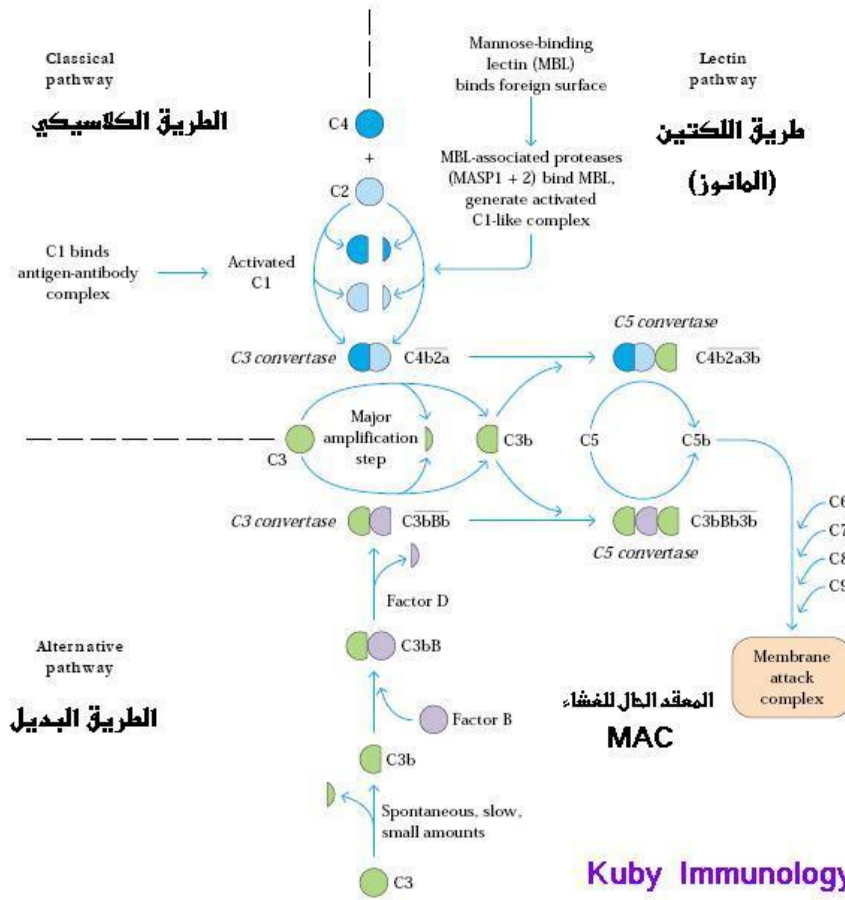 Classical
pathway
الطريق الكلاسيكي
Mannose-binding
lectin (MBL)
binds foreign surface
Lectin
pathway
طريق اللكتين
(المانوز)
C4
+
C2
MBL-associated proteases
(MASP1 + 2) bind MBL,
generate activated
C1-like complex
C1 binds
antigen-antibody
complex
Activated
C1
C3 convertase
C4b2a
C5 convertase
C4b2a3b
C3
Major
amplification
step
C3b
C5
C5b
C3 convertase
C3bBb
C3bBb3b
C5 convertase
C6
C7
C8
C9
Factor D
Alternative
pathway
الطريق البديل
C3bB
Factor B
C3b
Membrane
attack
complex
المعقد الحال للغشاء
MAC
Spontaneous, slow,
small amounts
C3
Kuby Immunology